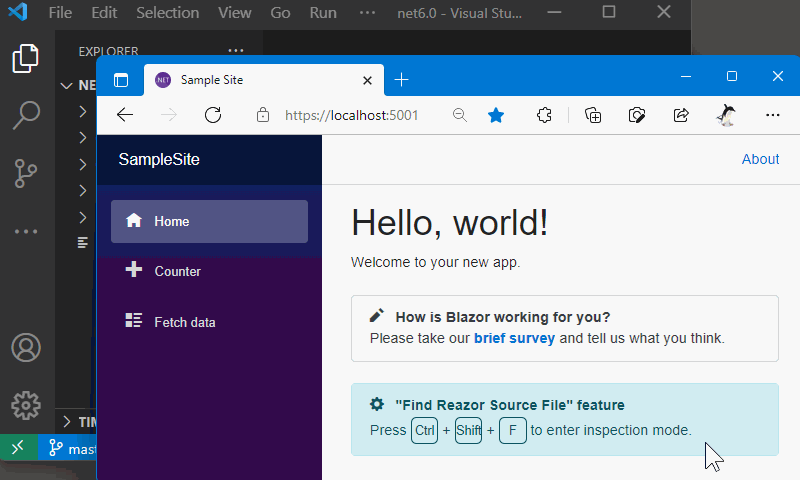 File Edit Selection View Go Run ··· net6.0 - Visual Stu...
EXPLORER ···
NE
.NET Sample Site
https://localhost:5001
SampleSite
About
Home
Counter
Fetch data
Hello, world!
Welcome to your new app.
How is Blazor working for you?
Please take our brief survey and tell us what you think.
"Find Reazor Source File" feature
Press Ctrl + Shift + F to enter inspection mode.
TIM
mast